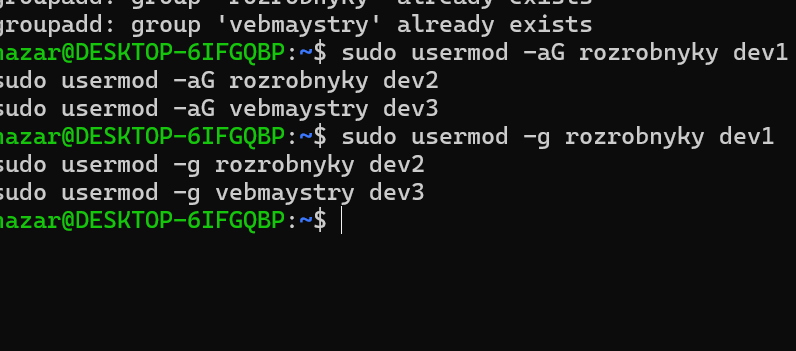 groupadd: group 'rozrobnyky' already exists
groupadd: group 'vebmaystry' already exists
nazar@DESKTOP-6IFGQBP:~$ sudo usermod -aG rozrobnyky dev1
sudo usermod -aG rozrobnyky dev2
sudo usermod -aG vebmaystry dev3
nazar@DESKTOP-6IFGQBP:~$ sudo usermod -g rozrobnyky dev1
sudo usermod -g rozrobnyky dev2
sudo usermod -g vebmaystry dev3
nazar@DESKTOP-6IFGQBP:~$